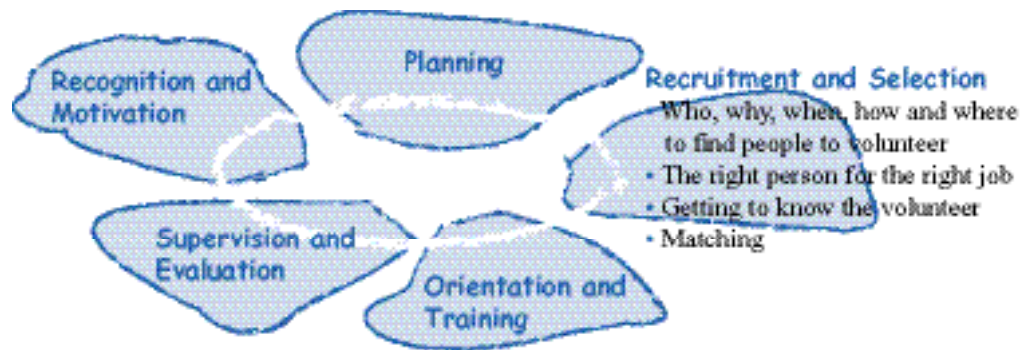 Planning
Recognition and
Motivation
Recruitment and Selection
Who, why, when, how and where
to find people to volunteer
• The right person for the right job
• Getting to know the volunteer
• Matching
Supervision and
Evaluation
Orientation and
Training